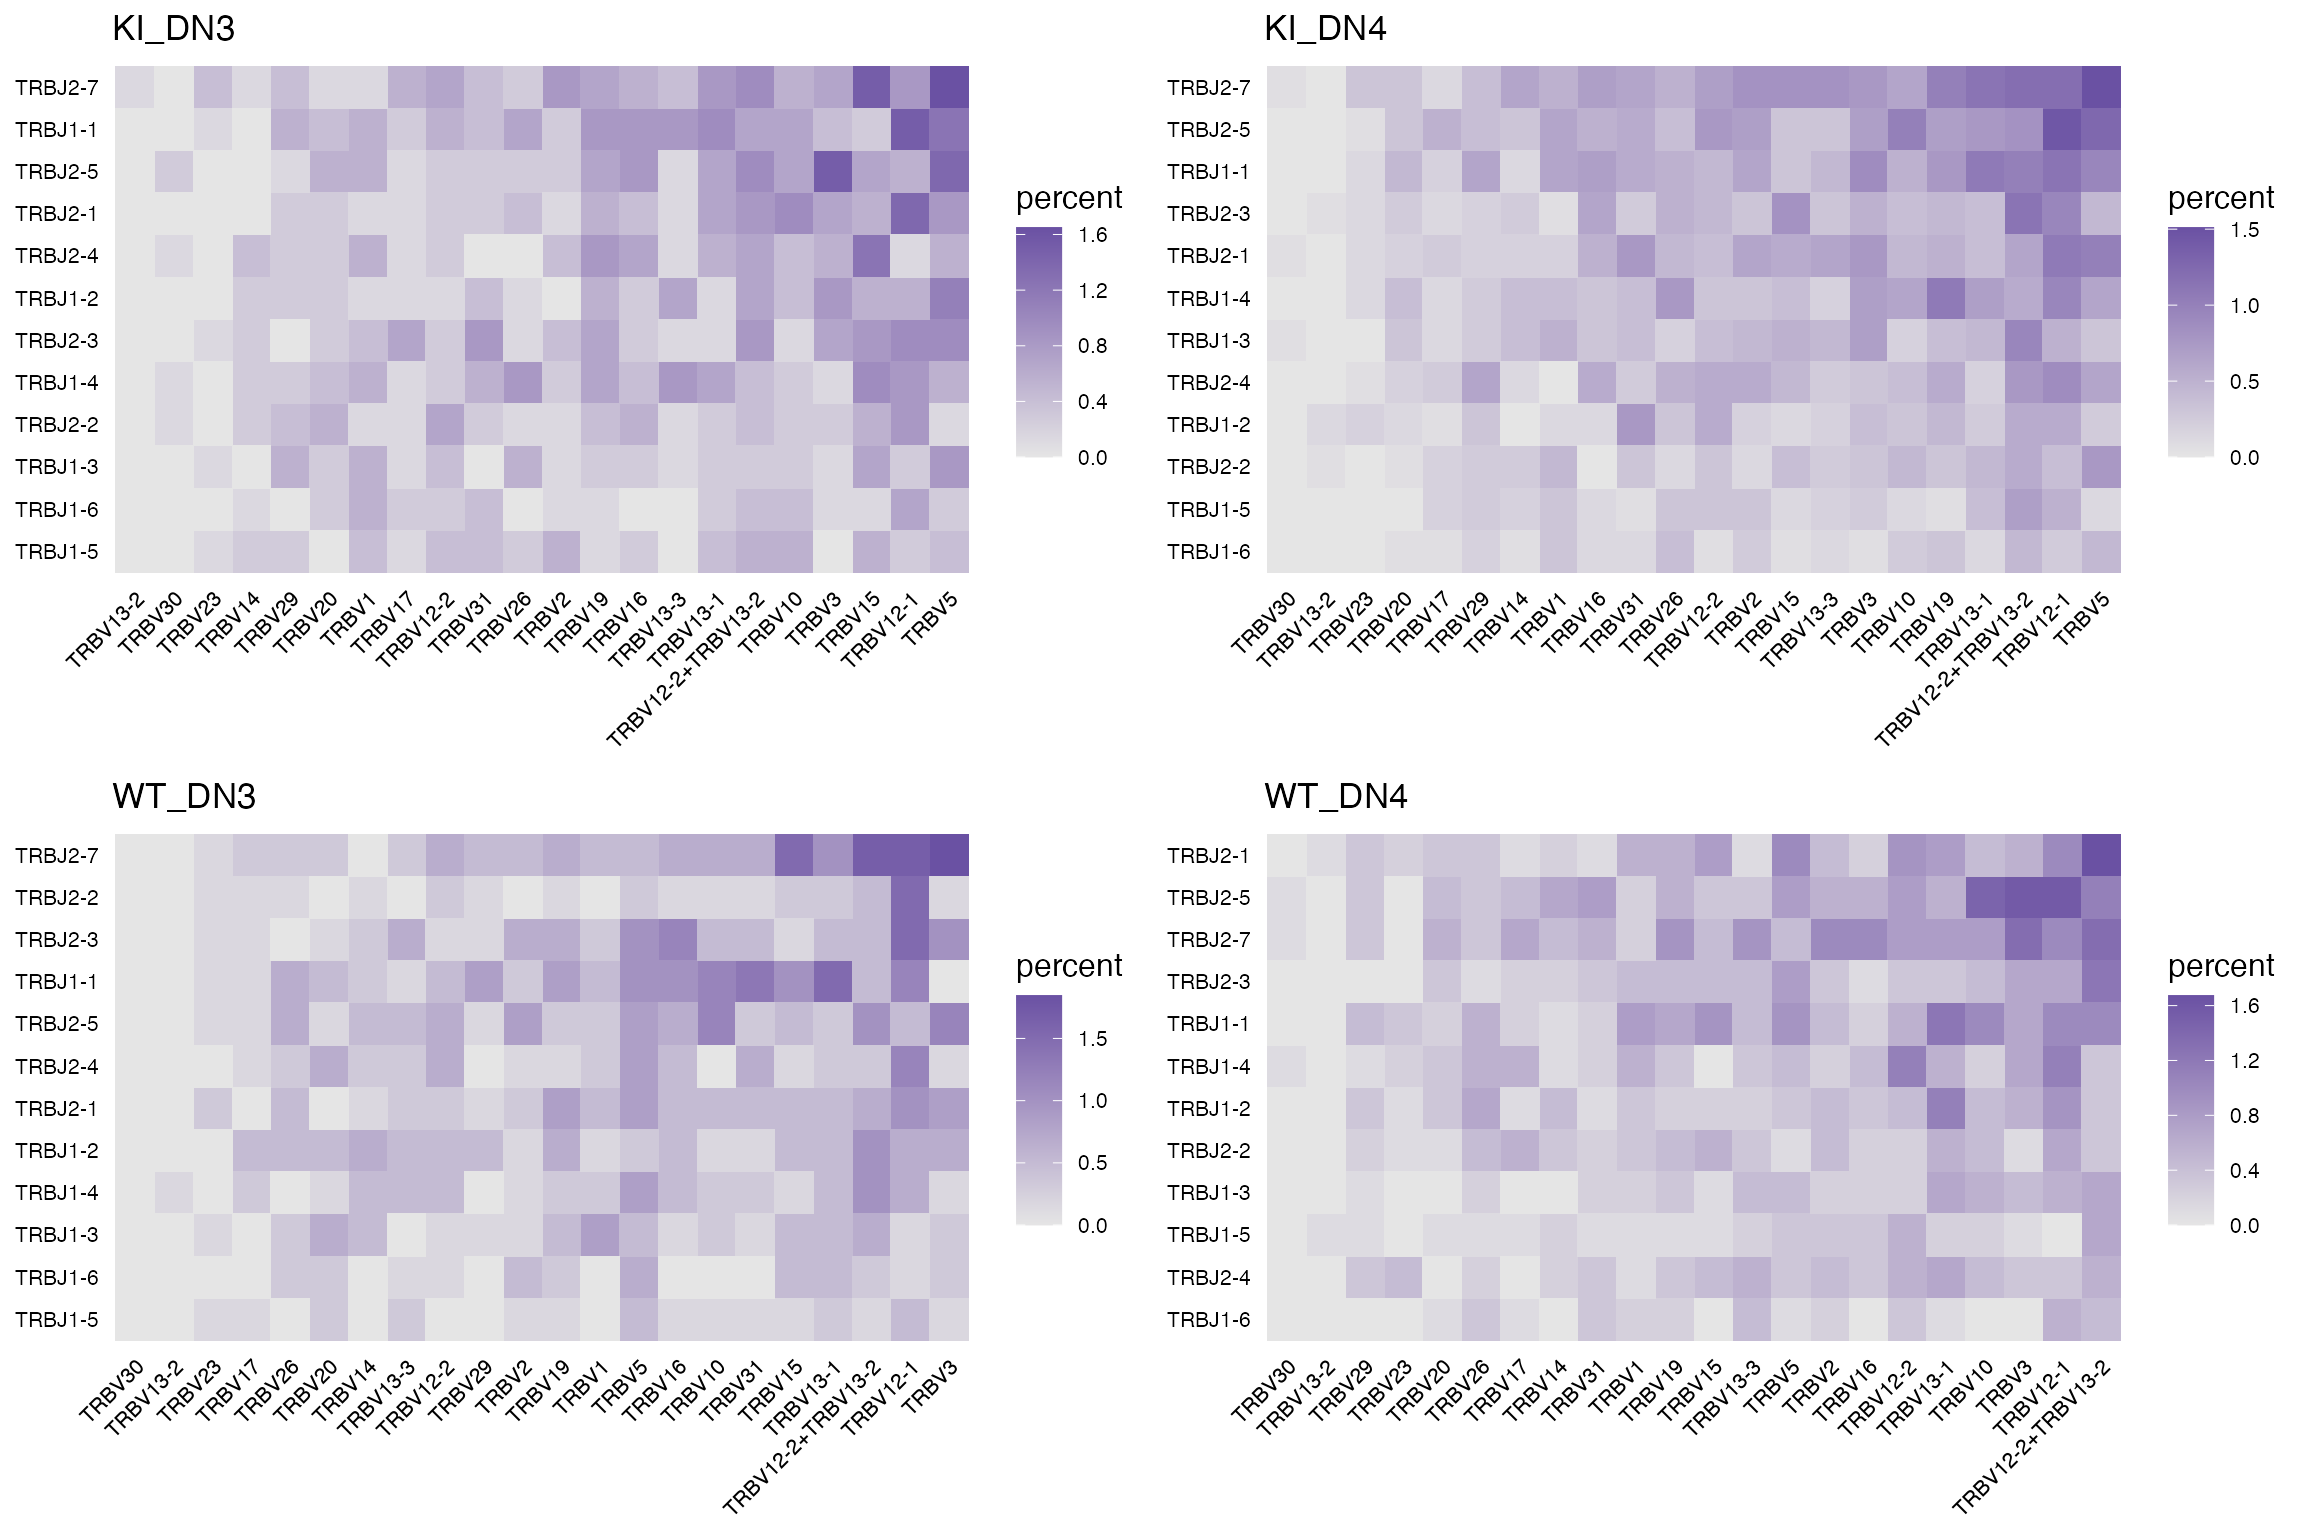 KI_DN3
TRBJ2-7
TRBJ1-1
TRBJ2-5
TRBJ2-1
TRBJ2-4
TRBJ1-2
TRBJ2-3
TRBJ1-4
TRBJ2-2
TRBJ1-3
TRBJ1-6
TRBJ1-5
TRBV13-2
TRBV30
TRBV23
TRBV14
TRBV29
TRBV20
TRBV1
TRBV17
TRBV12-2
TRBV31
TRBV26
TRBV2
TRBV19
TRBV16
TRBV13-3
TRBV13-1
TRBV12-2+TRBV13-2
TRBV10
TRBV3
TRBV15
TRBV12-1
TRBV5
percent
1.6
1.2
0.8
0.4
0.0
KI_DN4
TRBJ2-7
TRBJ2-5
TRBJ1-1
TRBJ2-3
TRBJ2-1
TRBJ1-4
TRBJ1-3
TRBJ2-4
TRBJ1-2
TRBJ2-2
TRBJ1-5
TRBJ1-6
TRBV30
TRBV13-2
TRBV23
TRBV20
TRBV17
TRBV29
TRBV14
TRBV1
TRBV16
TRBV31
TRBV26
TRBV12-2
TRBV2
TRBV15
TRBV13-3
TRBV3
TRBV10
TRBV19
TRBV13-1
TRBV12-2+TRBV13-2
TRBV12-1
TRBV5
percent
1.5
1.0
0.5
0.0
WT_DN3
TRBJ2-7
TRBJ2-2
TRBJ2-3
TRBJ1-1
TRBJ2-5
TRBJ2-4
TRBJ2-1
TRBJ1-2
TRBJ1-4
TRBJ1-3
TRBJ1-6
TRBJ1-5
TRBV30
TRBV13-2
TRBV23
TRBV17
TRBV26
TRBV20
TRBV14
TRBV13-3
TRBV12-2
TRBV29
TRBV2
TRBV19
TRBV1
TRBV5
TRBV16
TRBV10
TRBV31
TRBV15
TRBV13-1
TRBV12-2+TRBV13-2
TRBV12-1
TRBV3
percent
1.5
1.0
0.5
0.0
WT_DN4
TRBJ2-1
TRBJ2-5
TRBJ2-7
TRBJ2-3
TRBJ1-1
TRBJ1-4
TRBJ1-2
TRBJ2-2
TRBJ1-3
TRBJ1-5
TRBJ2-4
TRBJ1-6
TRBV30
TRBV13-2
TRBV29
TRBV23
TRBV20
TRBV26
TRBV17
TRBV14
TRBV31
TRBV1
TRBV19
TRBV15
TRBV13-3
TRBV5
TRBV2
TRBV16
TRBV12-2
TRBV13-1
TRBV10
TRBV3
TRBV12-1
TRBV12-2+TRBV13-2
percent
1.6
1.2
0.8
0.4
0.0